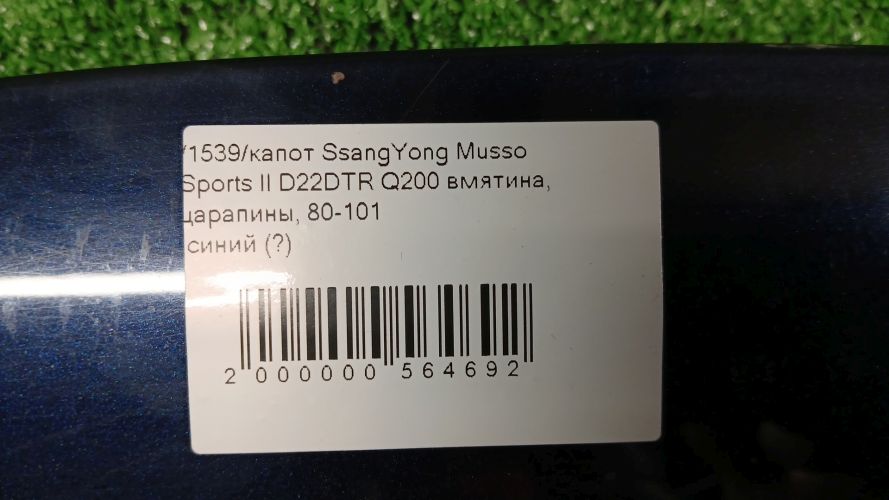 /1539/капот SsangYong Musso
Sports II D22DTR Q200 вмятина,
царапины, 80-101
синий (?)
2 000000 564692